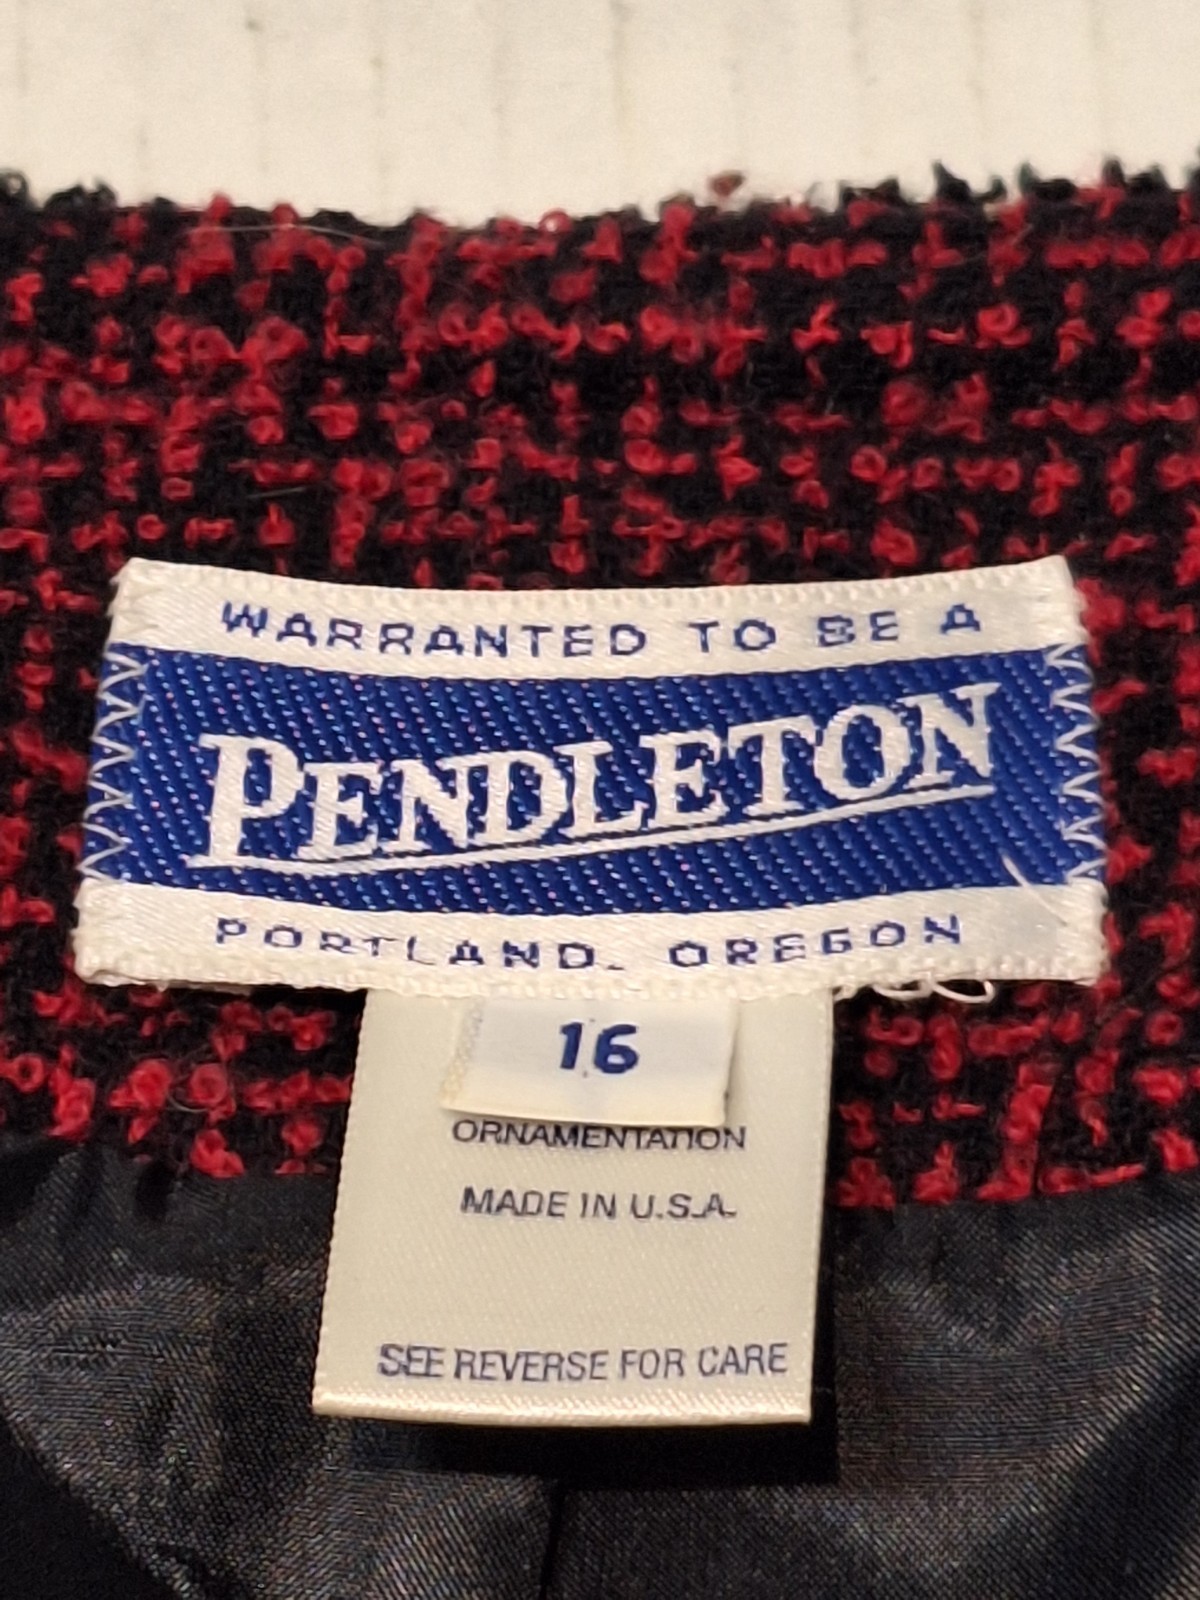 WARRANTED TO BE A
PENDLETON
PORTLAND, OREGON
16
ORNAMENTATION
MADE IN U.S.A.
SEE REVERSE FOR CARE